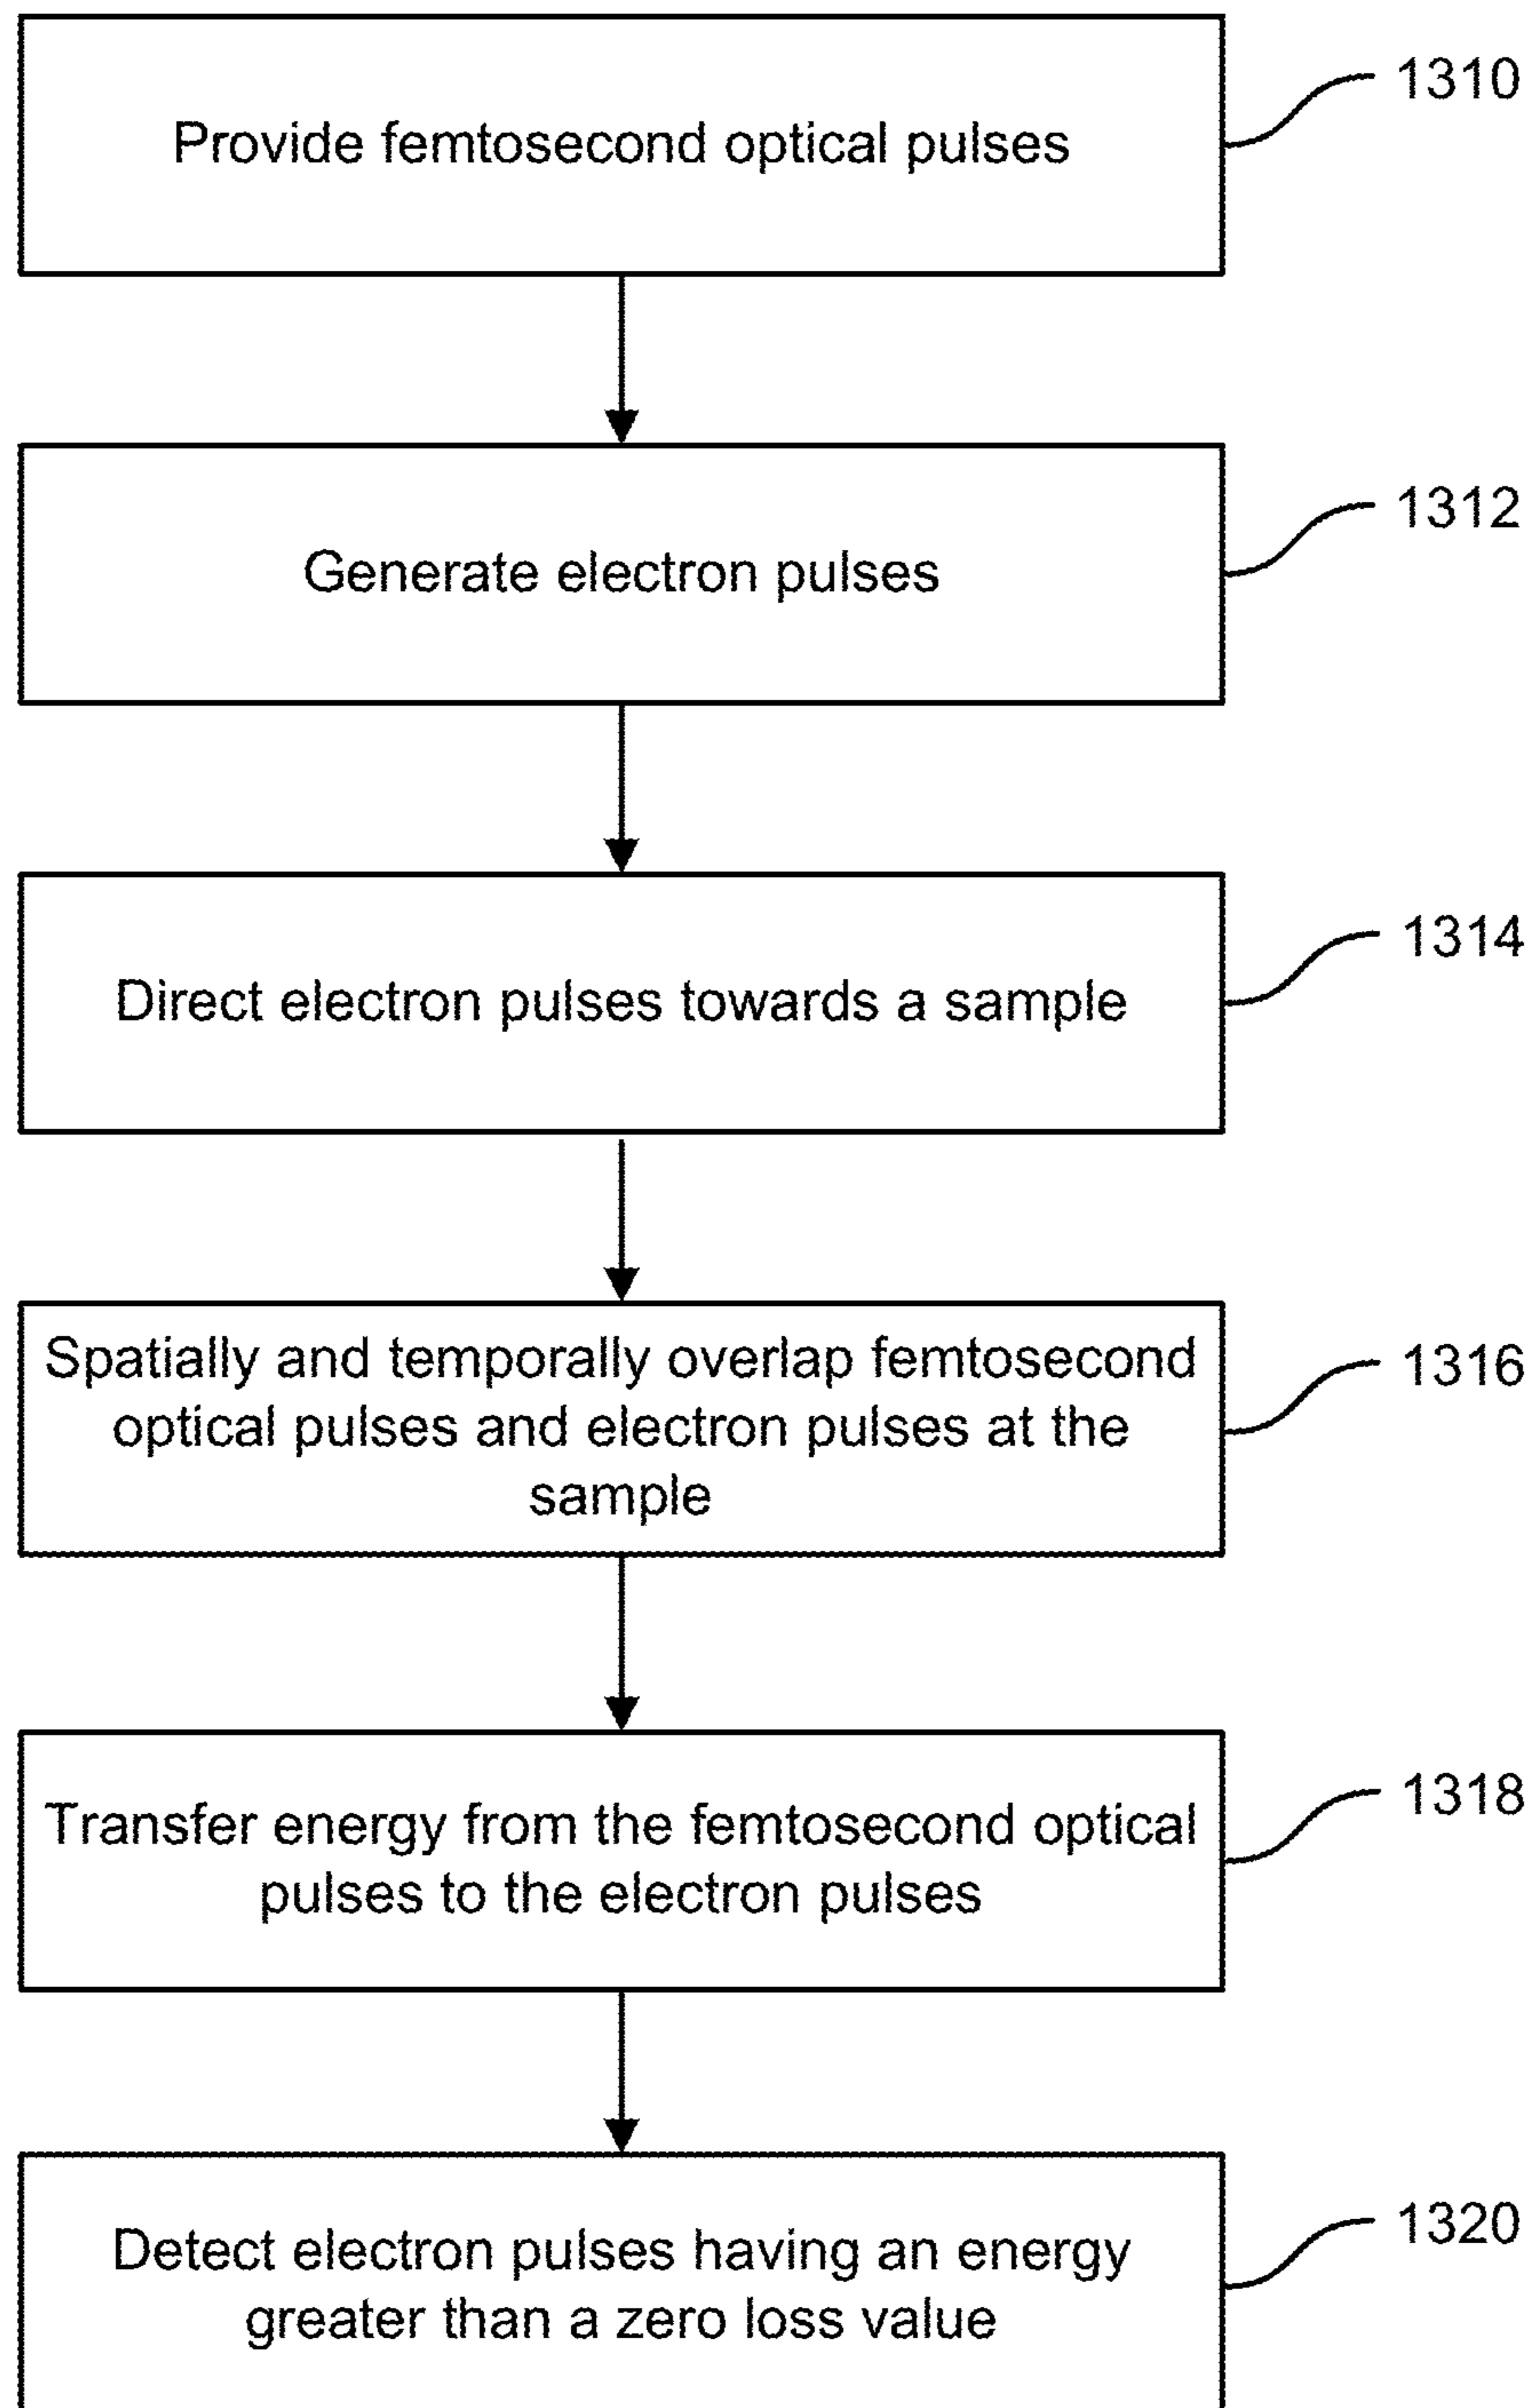 Provide femtosecond optical pulses
1310
Generate electron pulses
1312
Direct electron pulses towards a sample
1314
Spatially and temporally overlap femtosecond
optical pulses and electron pulses at the
sample
1316
Transfer energy from the femtosecond optical
pulses to the electron pulses
1318
Detect electron pulses having an energy
greater than a zero loss value
1320